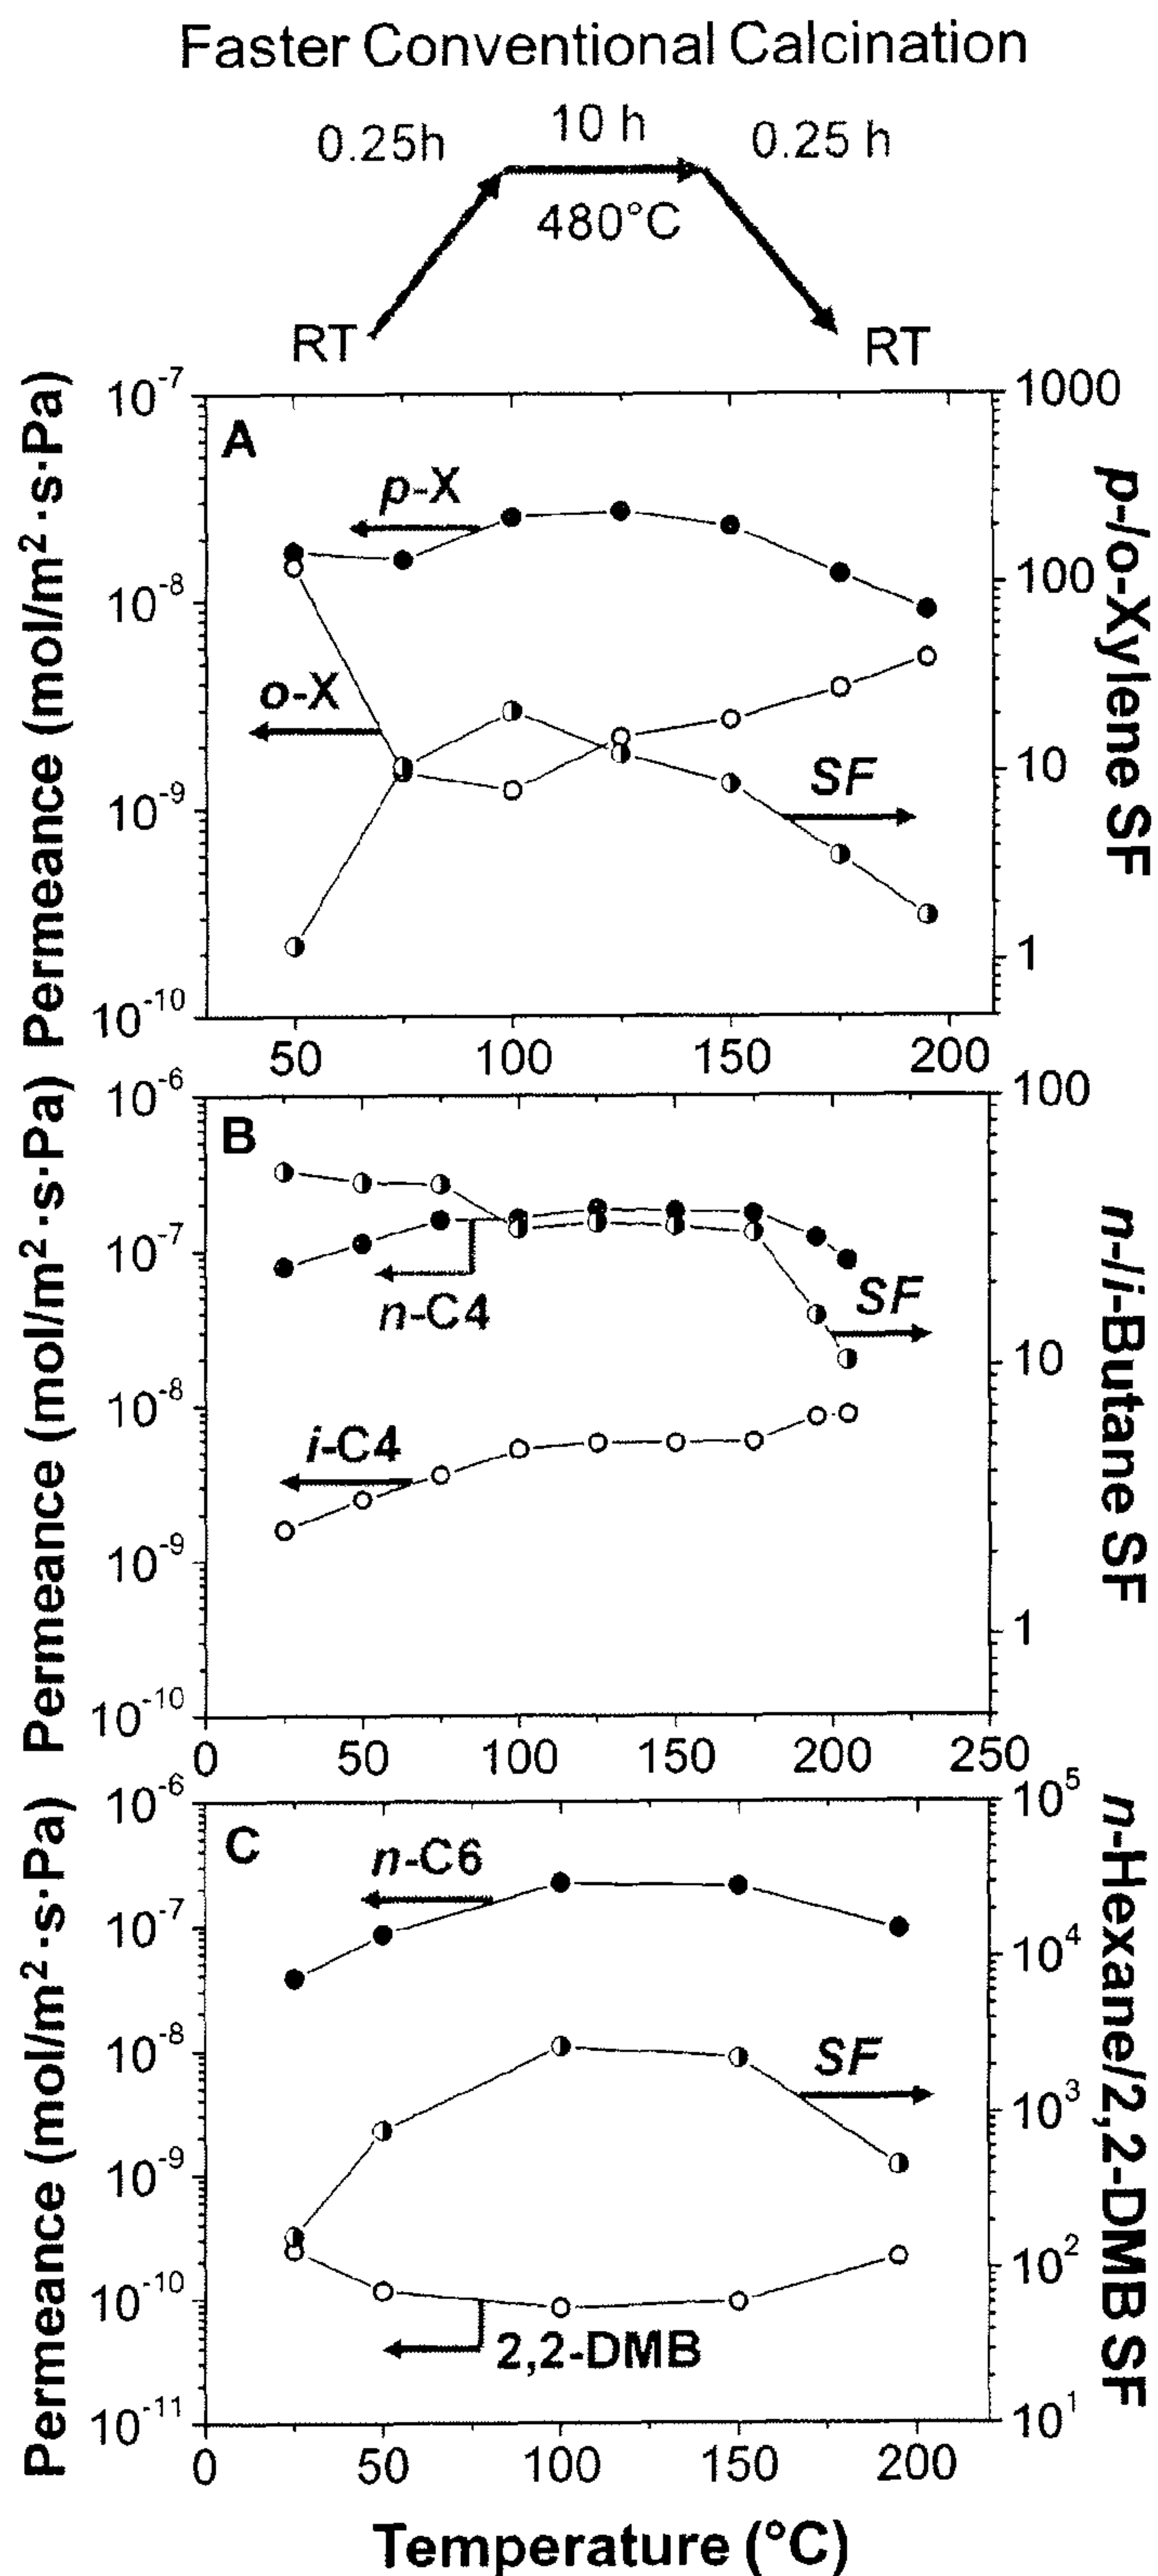 Faster Conventional Calcination
0.25h
10 h
0.25 h
480°C
RT
RT
A
p-X
o-X
SF
10⁻⁷
10⁻⁸
10⁻⁹
10⁻¹⁰
Permeance (mol/m²·s·Pa)
1000
100
10
1
p-/o-Xylene SF
50
100
150
200
B
n-C4
SF
i-C4
10⁻⁶
10⁻⁷
10⁻⁸
10⁻⁹
10⁻¹⁰
Permeance (mol/m²·s·Pa)
100
10
1
n-/i-Butane SF
0
50
100
150
200
250
C
n-C6
SF
2,2-DMB
10⁻⁶
10⁻⁷
10⁻⁸
10⁻⁹
10⁻¹⁰
10⁻¹¹
Permeance (mol/m²·s·Pa)
10⁵
10⁴
10³
10²
10¹
n-Hexane/2,2-DMB SF
0
50
100
150
200
Temperature (°C)